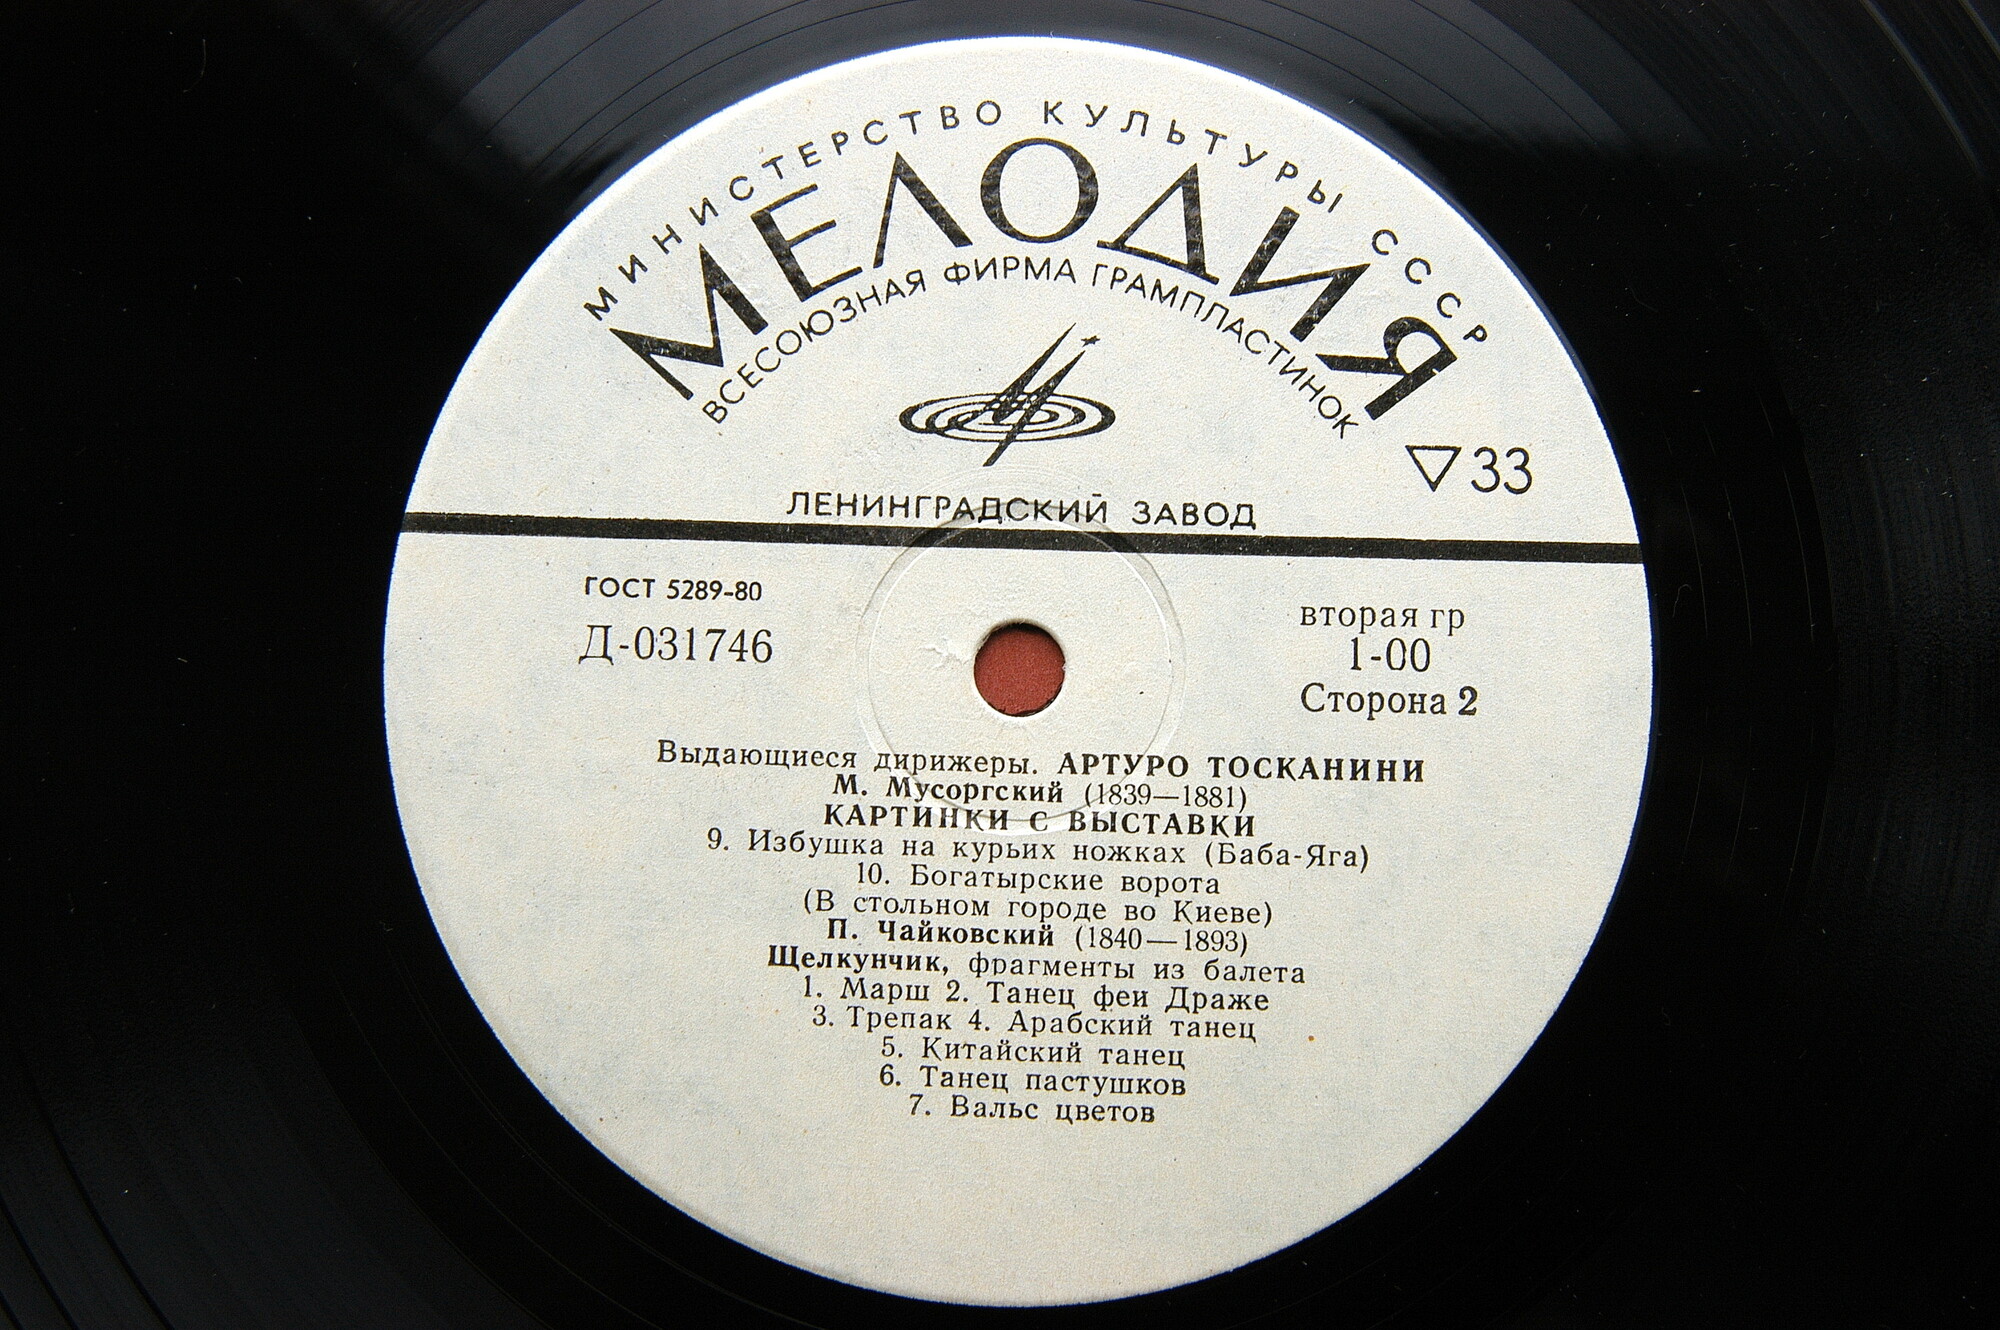 МИНИСТЕРСТВО КУЛЬТУРЫ СССР
МЕЛОДИЯ
ВСЕСОЮЗНАЯ ФИРМА ГРАМПЛАСТИНОК
▽33
ЛЕНИНГРАДСКИЙ ЗАВОД
ГОСТ 5289-80
Д-031746
вторая гр
1-00
Сторона 2
Выдающиеся дирижеры. АРТУРО ТОСКАНИНИ
М. Мусоргский (1839—1881)
КАРТИНКИ С ВЫСТАВКИ
9. Избушка на курьих ножках (Баба-Яга)
10. Богатырские ворота
(В стольном городе во Киеве)
П. Чайковский (1840—1893)
Щелкунчик, фрагменты из балета
1. Марш 2. Танец феи Драже
3. Трепак 4. Арабский танец
5. Китайский танец
6. Танец пастушков
7. Вальс цветов